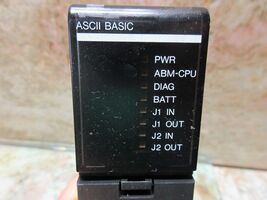 ASCII BASIC
PWR
ABM-CPU
DIAG
BATT
J1 IN
J1 OUT
J2 IN
J2 OUT